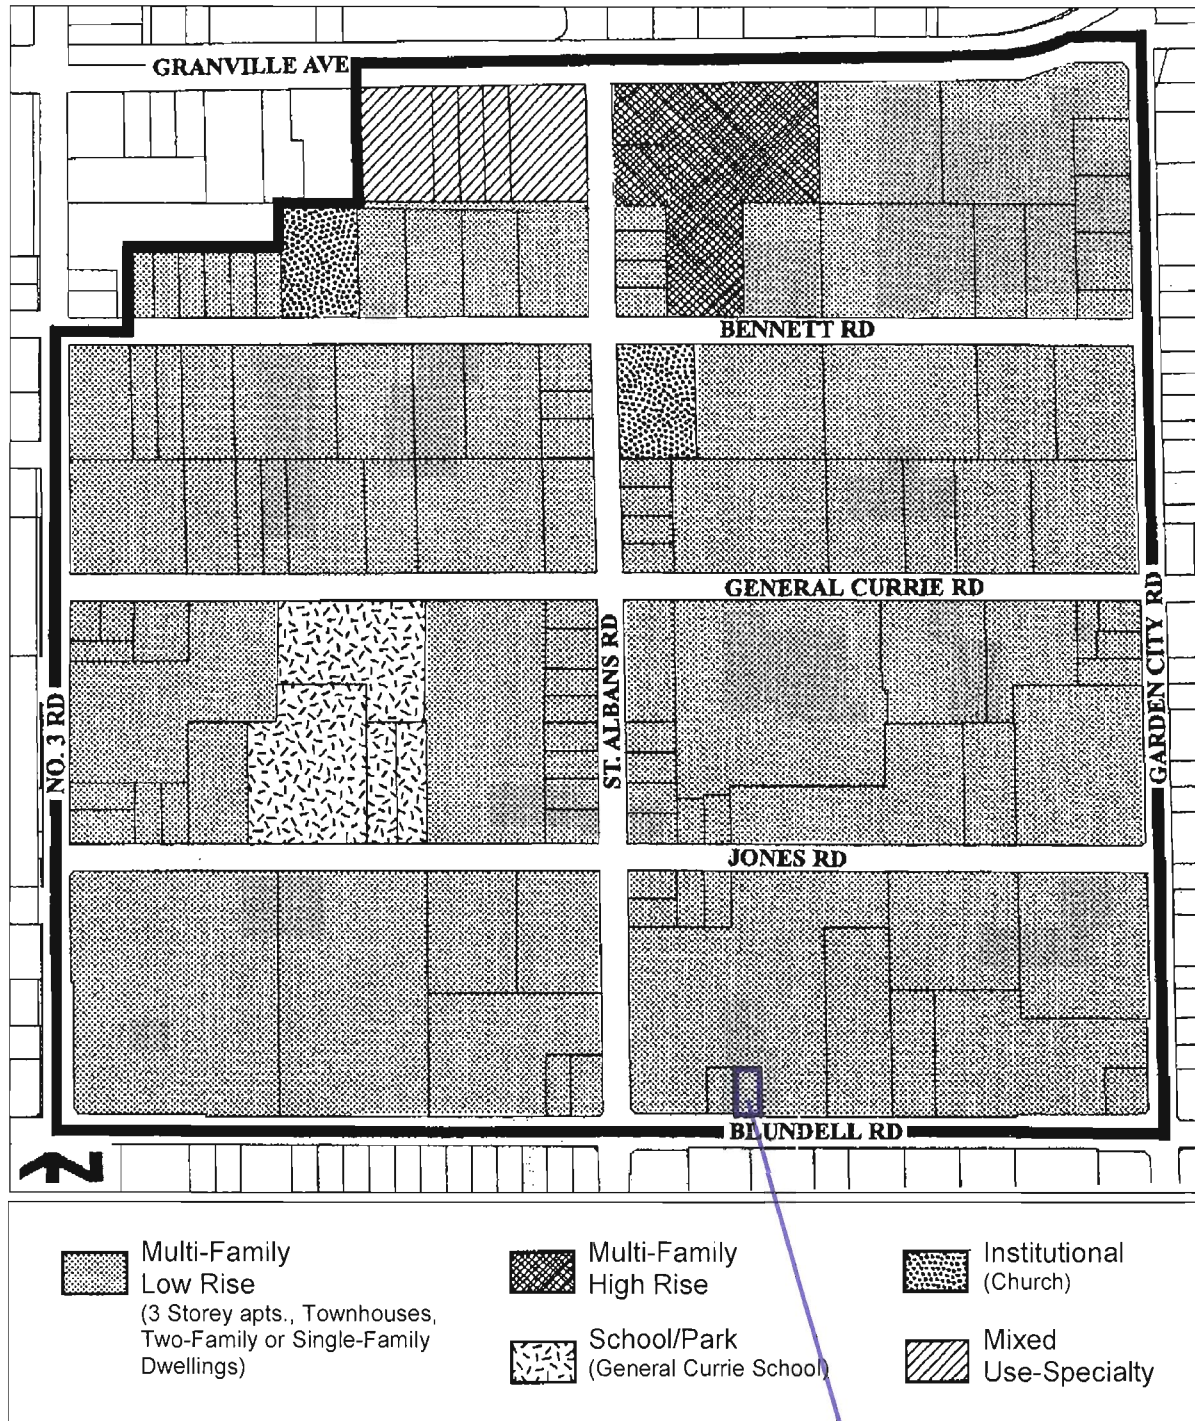 GRANVILLE AVE
BENNETT RD
GENERAL CURRIE RD
ST. ALBANS RD
NO. 3 RD
GARDEN CITY RD
JONES RD
BLUNDELL RD
N
Multi-Family
Low Rise
(3 Storey apts., Townhouses,
Two-Family or Single-Family
Dwellings)
Multi-Family
High Rise
School/Park
(General Currie School)
Institutional
(Church)
Mixed
Use-Specialty